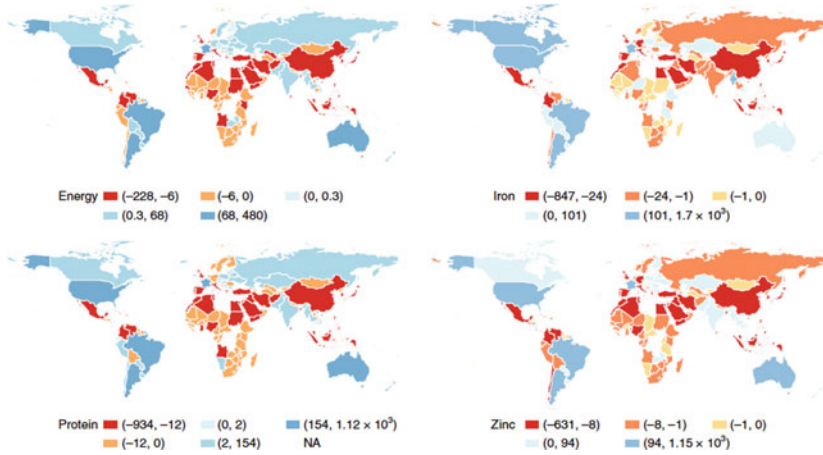 Energy (−228, −6) (−6, 0) (0, 0.3)
(0.3, 68) (68, 480)
Iron (−847, −24) (−24, −1) (−1, 0)
(0, 101) (101, 1.7 × 10³)
Protein (−934, −12) (0, 2) (154, 1.12 × 10³)
(−12, 0) (2, 154) NA
Zinc (−631, −8) (−8, −1) (−1, 0)
(0, 94) (94, 1.15 × 10³)